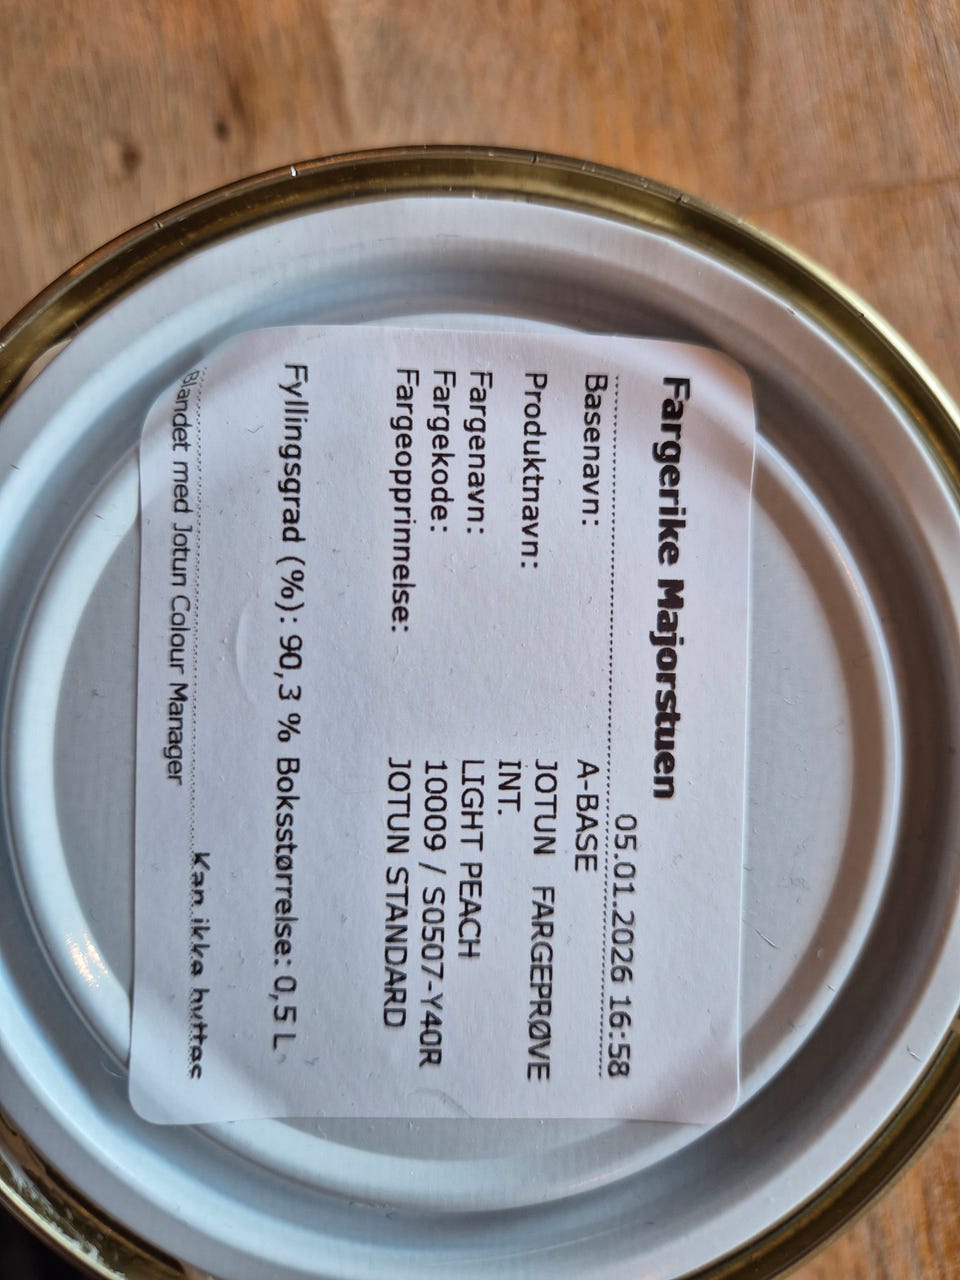 Fargerike Majorstuen
05.01.2026 16:58
Basenavn: A-BASE
Produktnavn: JOTUN FARGEPRØVE
INT.
Fargenavn: LIGHT PEACH
Fargekode: 10009 / S0507-Y40R
Fargeopprinnelse: JOTUN STANDARD
Fyllingsgrad (%): 90,3 % Boksstørrelse: 0,5 L
Kan ikke byttes
Blandet med Jotun Colour Manager